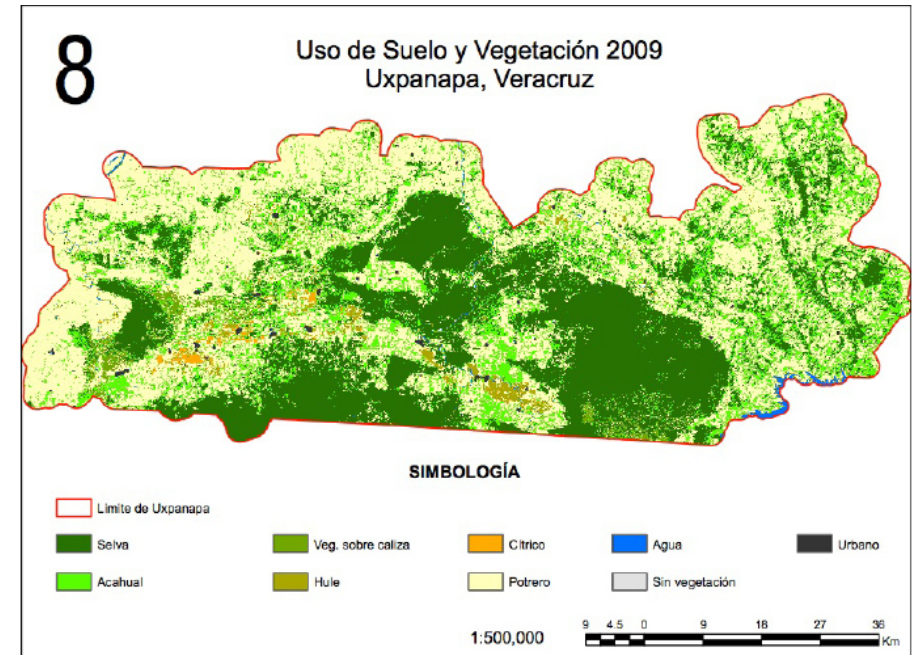 8
Uso de Suelo y Vegetación 2009
Uxpanapa, Veracruz
SIMBOLOGÍA
Limite de Uxpanapa
Selva
Veg. sobre caliza
Cítrico
Agua
Urbano
Acahual
Hule
Potrero
Sin vegetación
1:500,000
9 4.5 0 9 18 27 36
Km